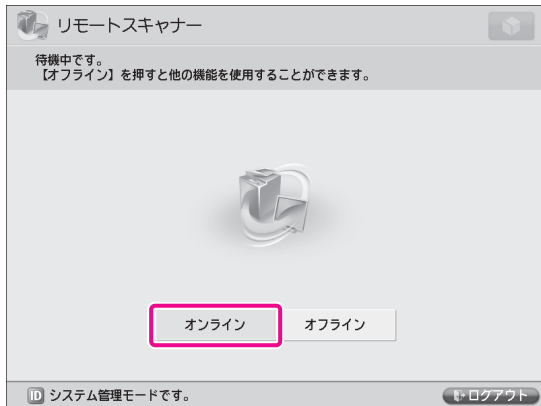 リモートスキャナー
待機中です。
【オフライン】を押すと他の機能を使用することができます。
オンライン
オフライン
ID システム管理モードです。
ログアウト